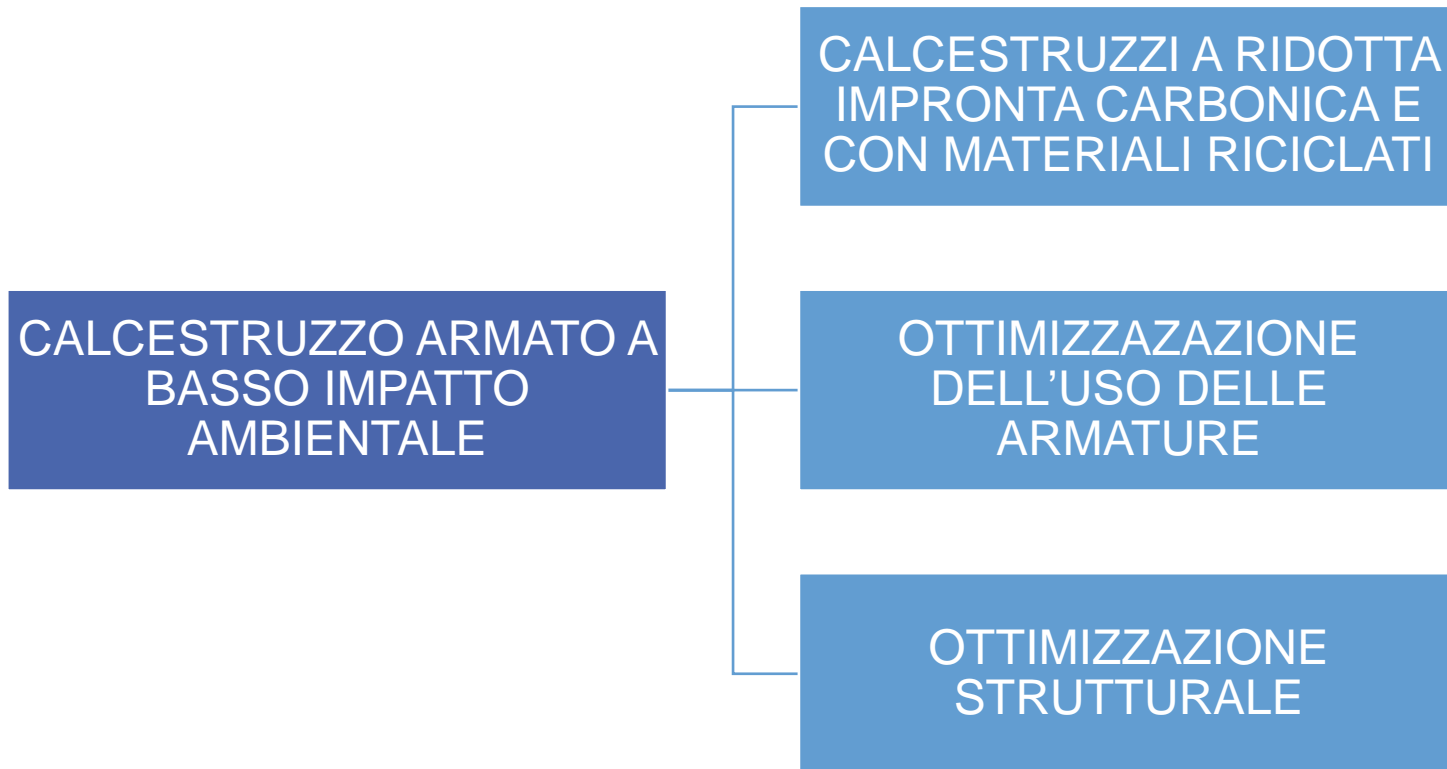 CALCESTRUZZO ARMATO A
BASSO IMPATTO
AMBIENTALE
CALCESTRUZZI A RIDOTTA
IMPRONTA CARBONICA E
CON MATERIALI RICICLATI
OTTIMIZZAZAZIONE
DELL’USO DELLE
ARMATURE
OTTIMIZZAZIONE
STRUTTURALE